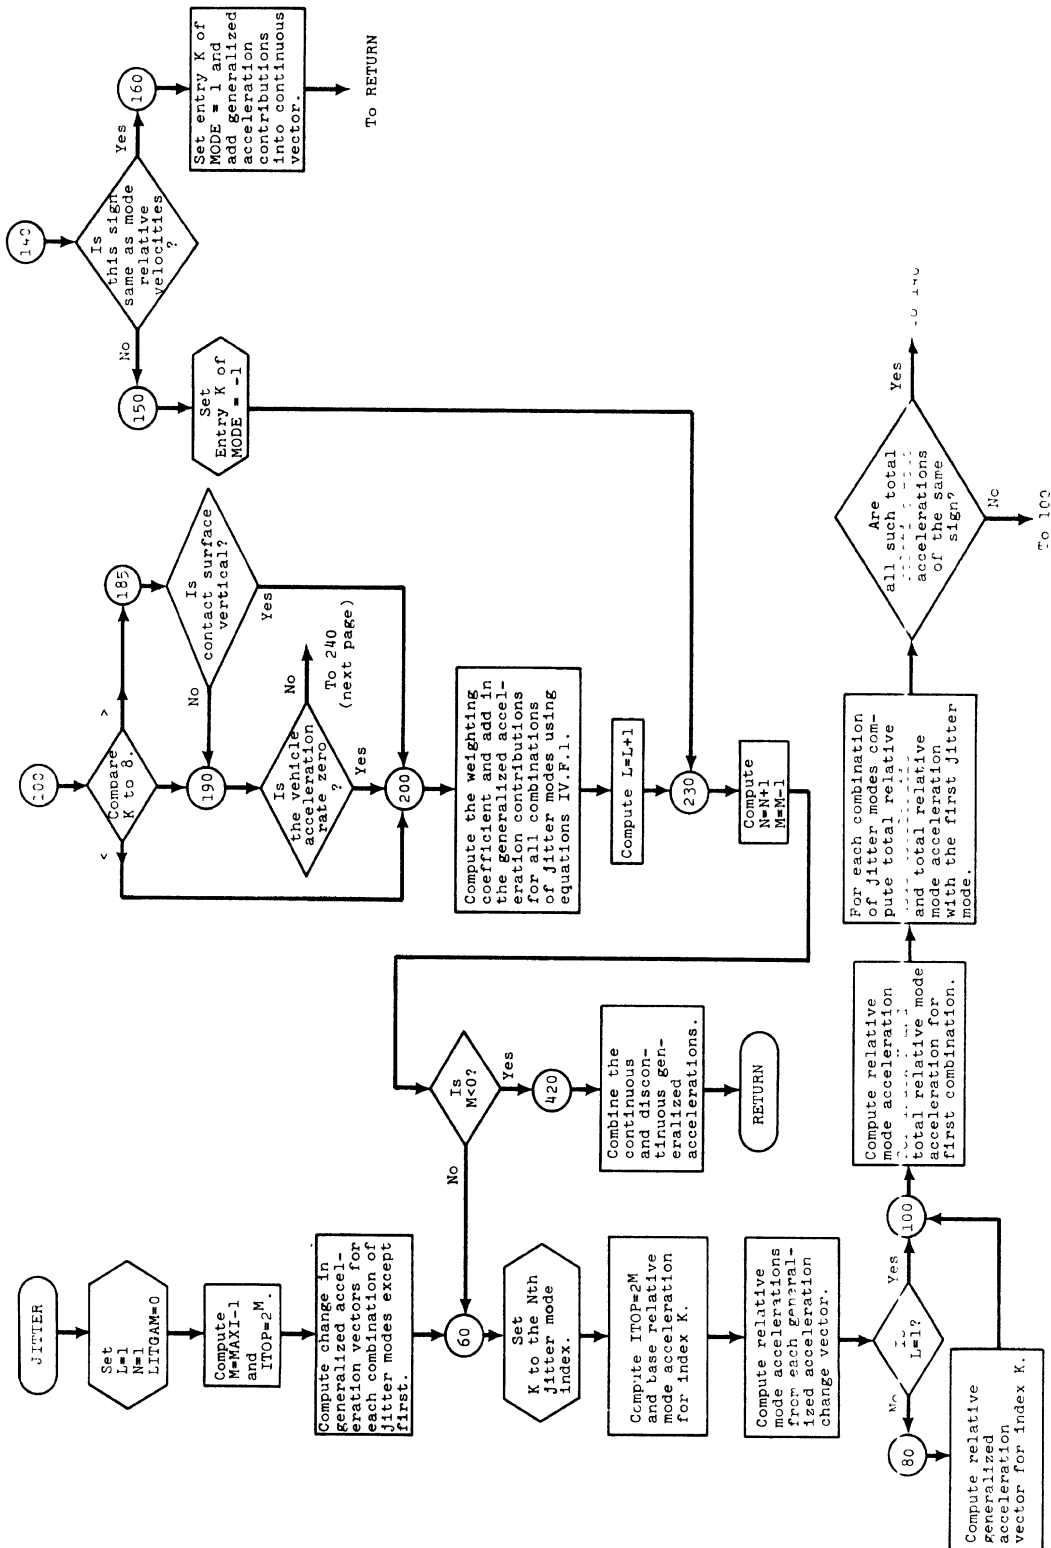 JITTER
Set
L=1
N=1
LITGAM=0
Compute
M=MAXI-1
and
ITOP=2ᴹ.
Compute change in
generalized accel-
eration vectors for
each combination of
jitter modes except
first.
60
Set
K to the Nth
jitter mode
index.
Compute ITOP=2ᴹ
and base relative
mode acceleration
for index K.
Compute relative
mode accelerations
from each general-
ized acceleration
change vector.
L=1?
No
Yes
80
Compute relative
generalized
acceleration
vector for index K.
100
Compute relative
mode acceleration
total relative mode
acceleration for
first combination.
For each combination
of jitter modes com-
pute total relative
and total relative
mode acceleration
with the first jitter
mode.
Are
all such total
accelerations
of the same
sign?
Yes
No
To 100
Is
M<0?
No
Yes
420
Combine the
continuous
and discon-
tinuous gen-
eralized
accelerations.
RETURN
Compare
K to 8.
<
>
185
Is
contact surface
vertical?
No
Yes
190
Is
the vehicle
acceleration
rate zero
?
No
To 240
(next page)
Yes
200
Compute the weighting
coefficient and add in
the generalized accel-
eration contributions
for all combinations
of jitter modes using
equations IV.F.1.
Compute L=L+1
230
Compute
N=N+1
M=M-1
140
Is
this sign
same as mode
relative
velocities
?
No
Yes
150
Set
Entry K of
MODE = -1
160
Set entry K of
MODE = 1 and
add generalized
acceleration
contributions
into continuous
vector.
To RETURN